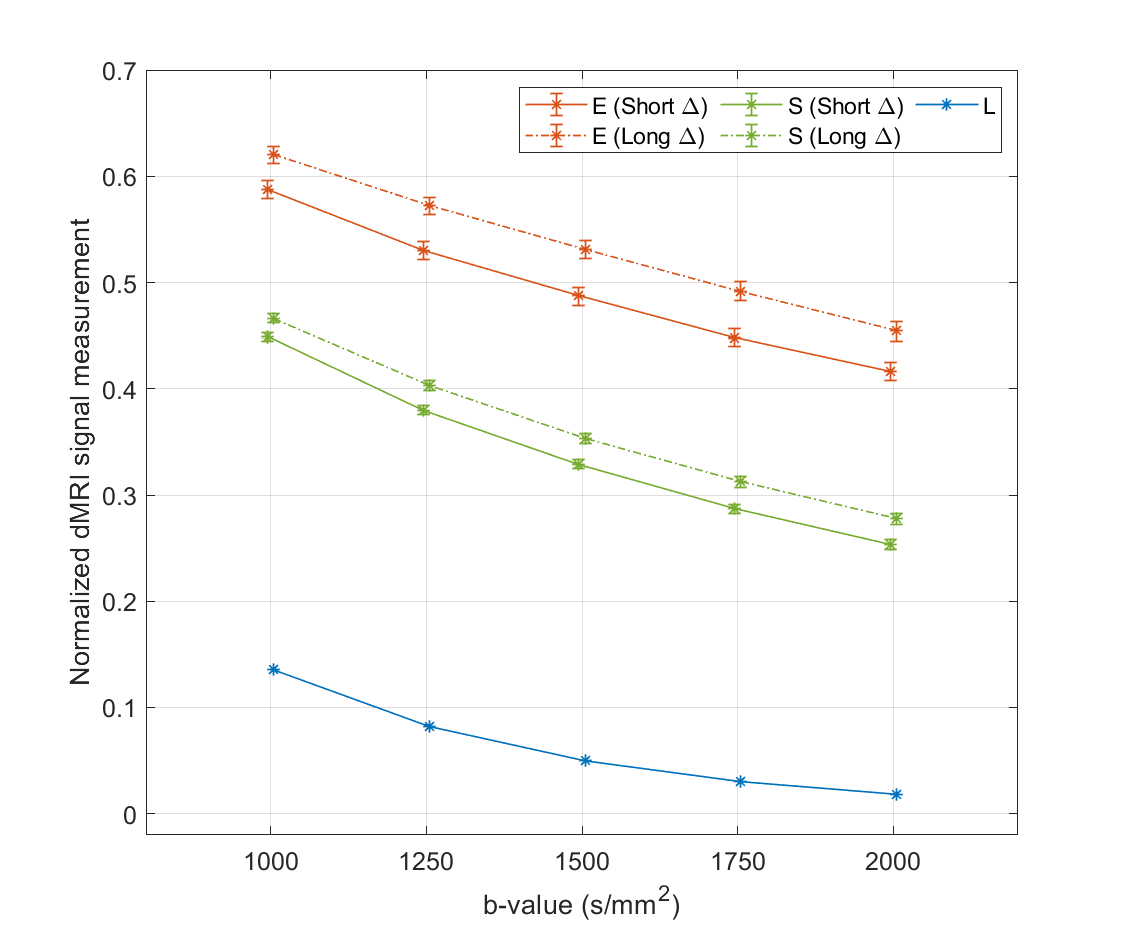 0.7
0.6
0.5
0.4
0.3
0.2
0.1
0
Normalized dMRI signal measurement
E (Short Δ)
S (Short Δ)
L
E (Long Δ)
S (Long Δ)
1000
1250
1500
1750
2000
b-value (s/mm²)